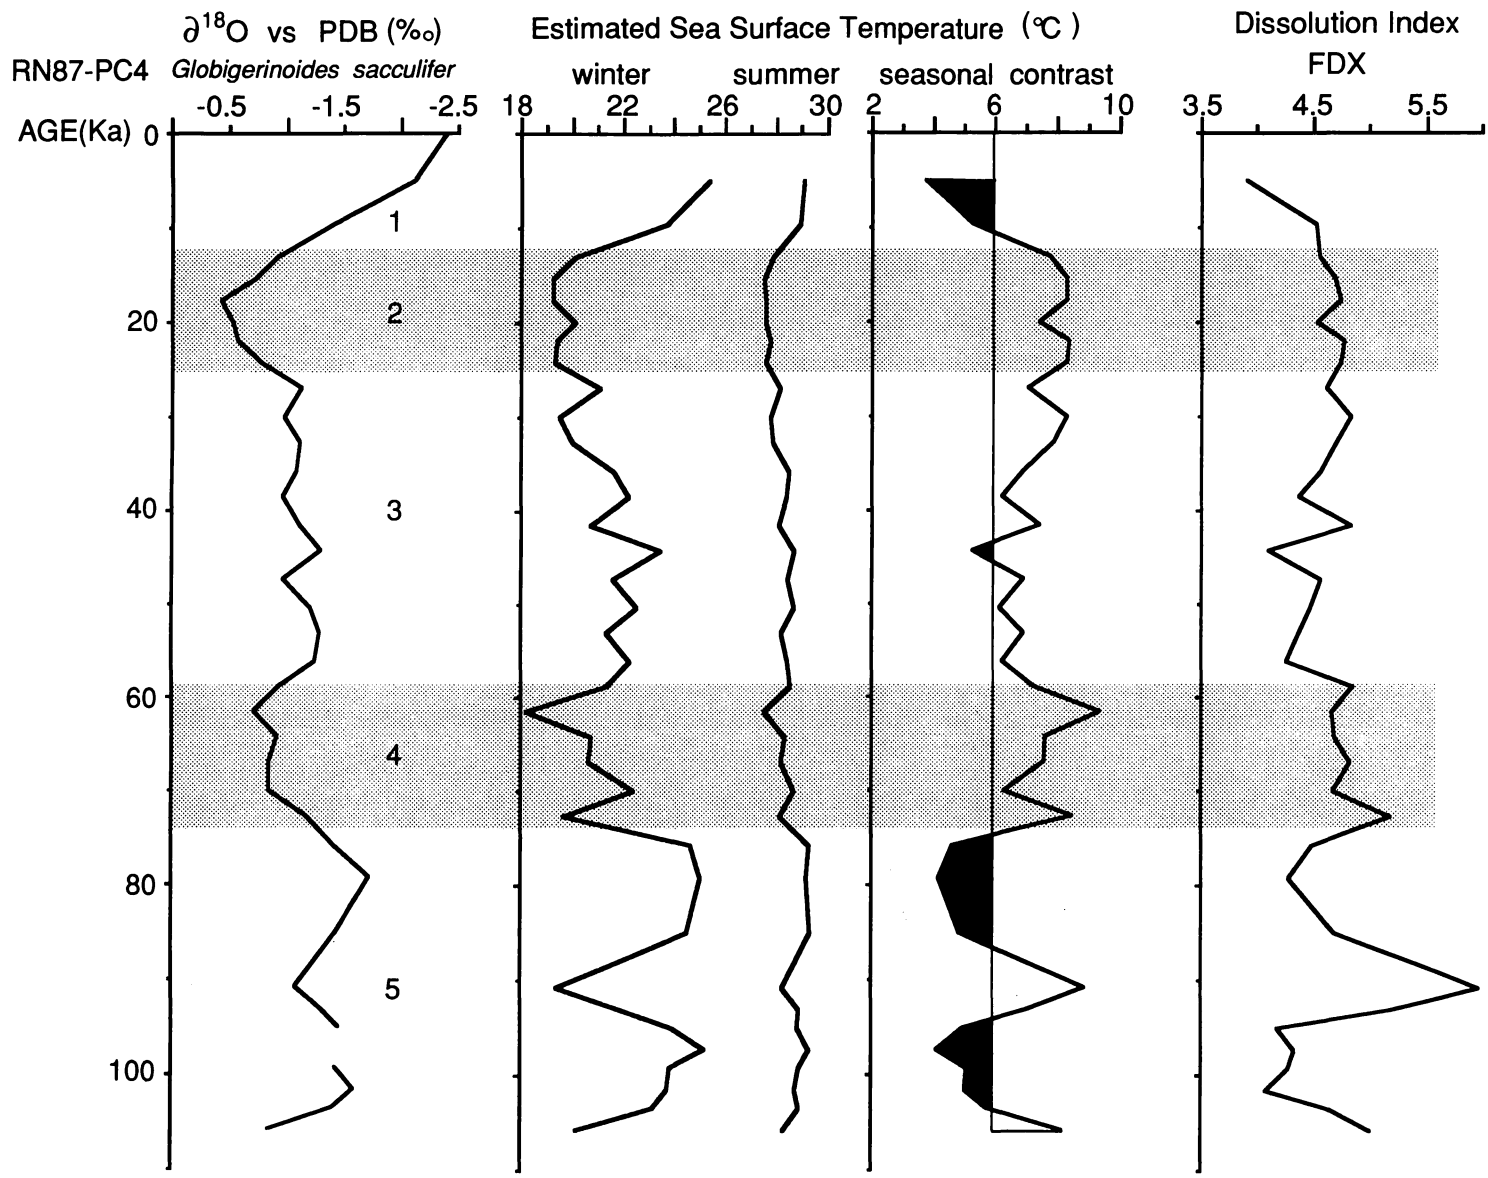 ∂¹⁸O vs PDB (‰) Estimated Sea Surface Temperature (°C) Dissolution Index
RN87-PC4 Globigerinoides sacculifer winter summer seasonal contrast FDX
-0.5 -1.5 -2.5 18 22 26 30 2 6 10 3.5 4.5 5.5
AGE(Ka) 0
1
2
20
3
40
60
4
80
5
100